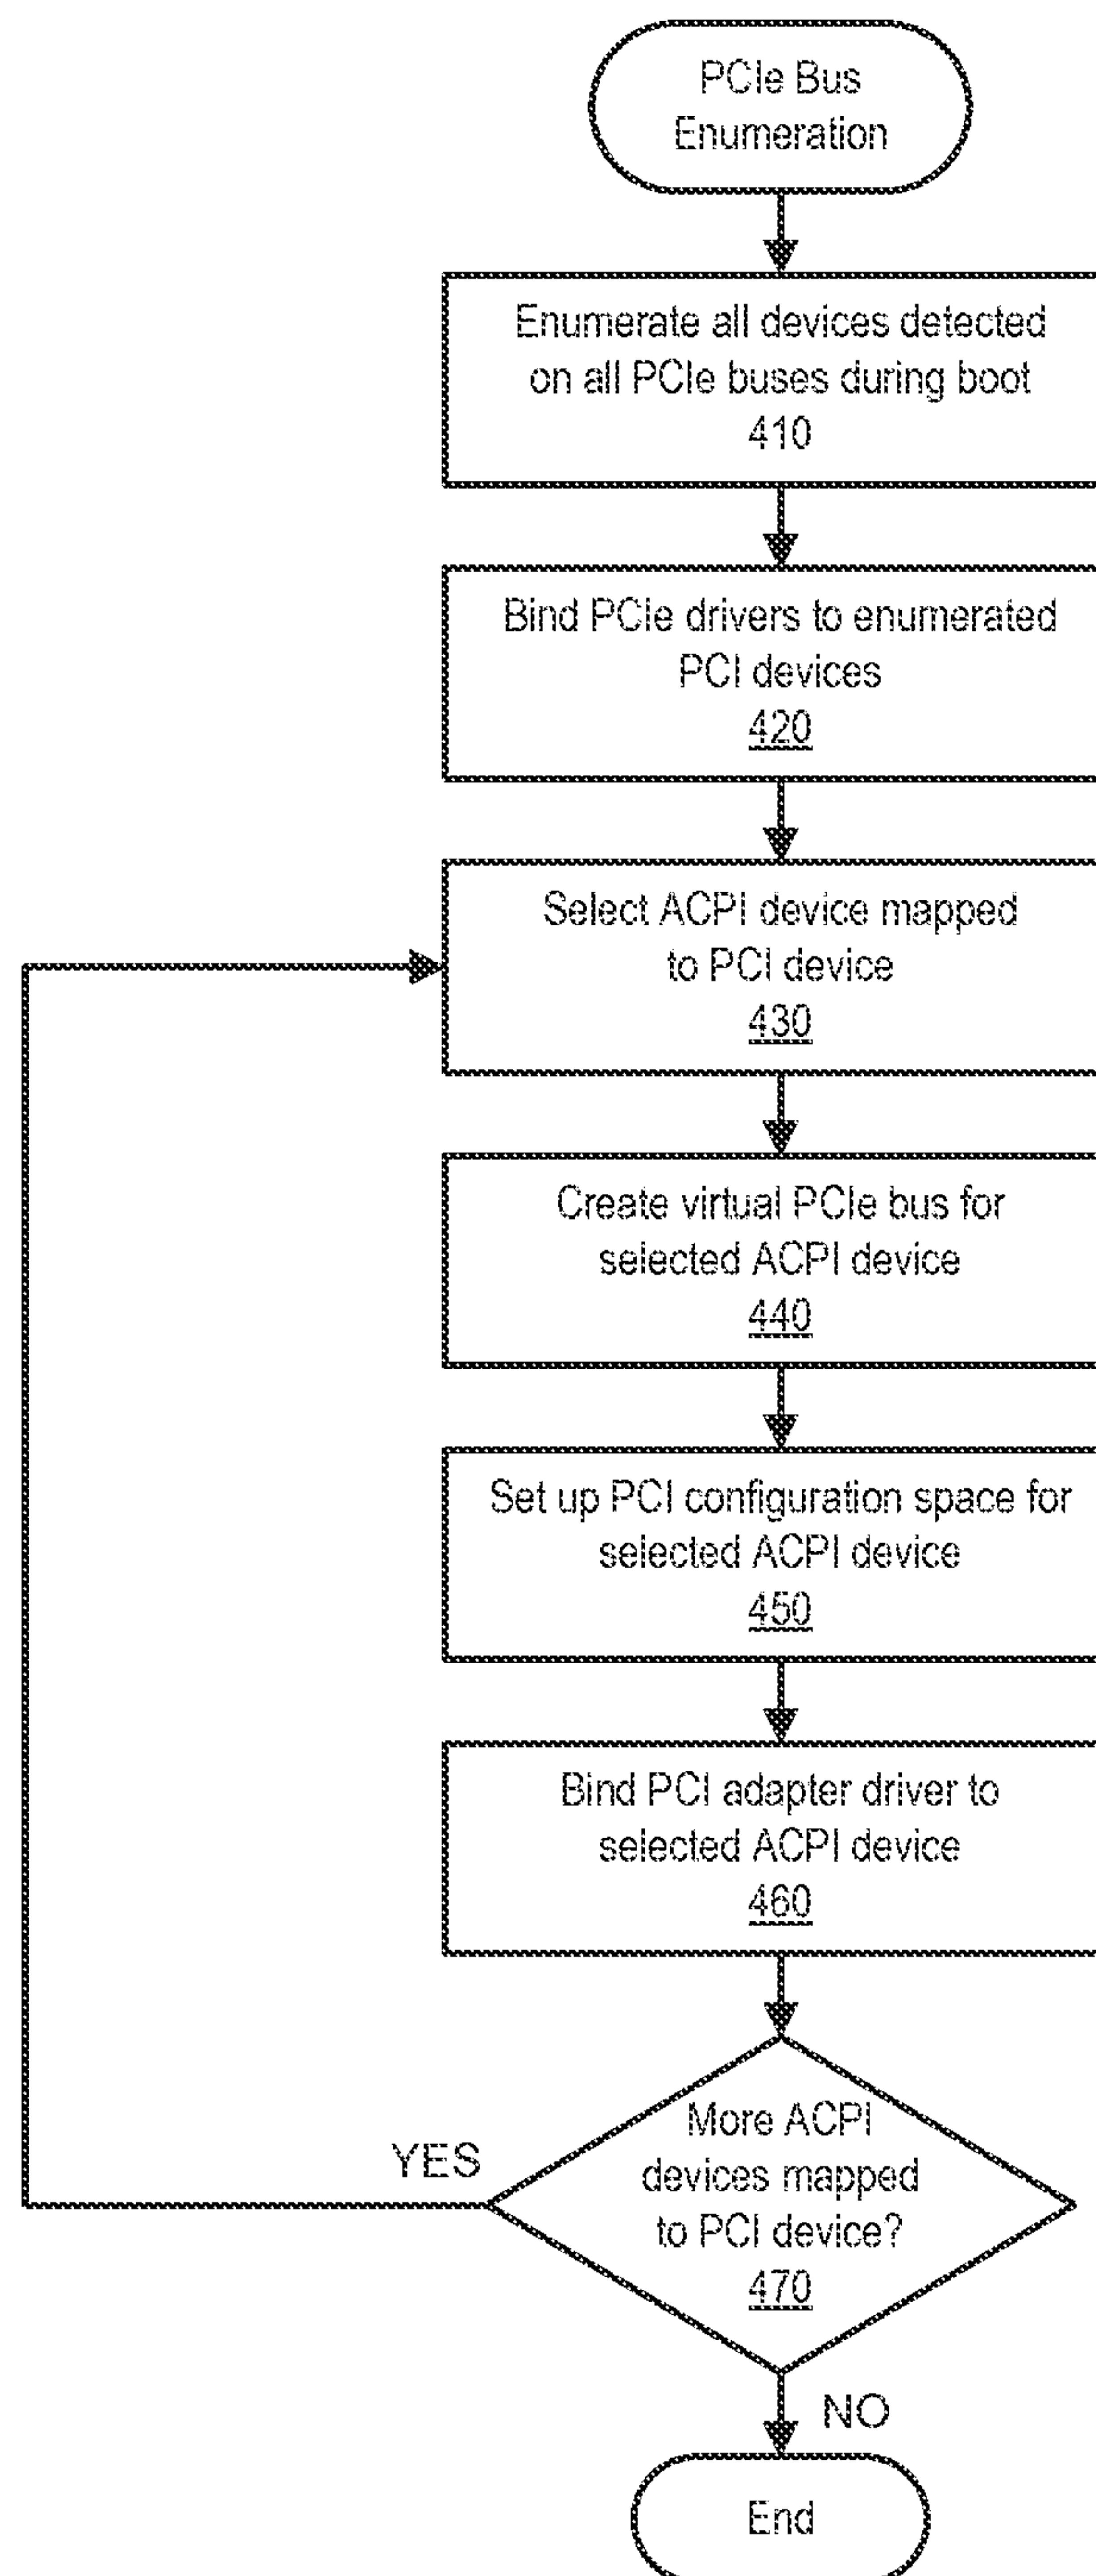 PCIe Bus
Enumeration
Enumerate all devices detected
on all PCIe buses during boot
410
Bind PCIe drivers to enumerated
PCI devices
420
Select ACPI device mapped
to PCI device
430
Create virtual PCIe bus for
selected ACPI device
440
Set up PCI configuration space for
selected ACPI device
450
Bind PCI adapter driver to
selected ACPI device
460
More ACPI
devices mapped
to PCI device?
470
YES
NO
End